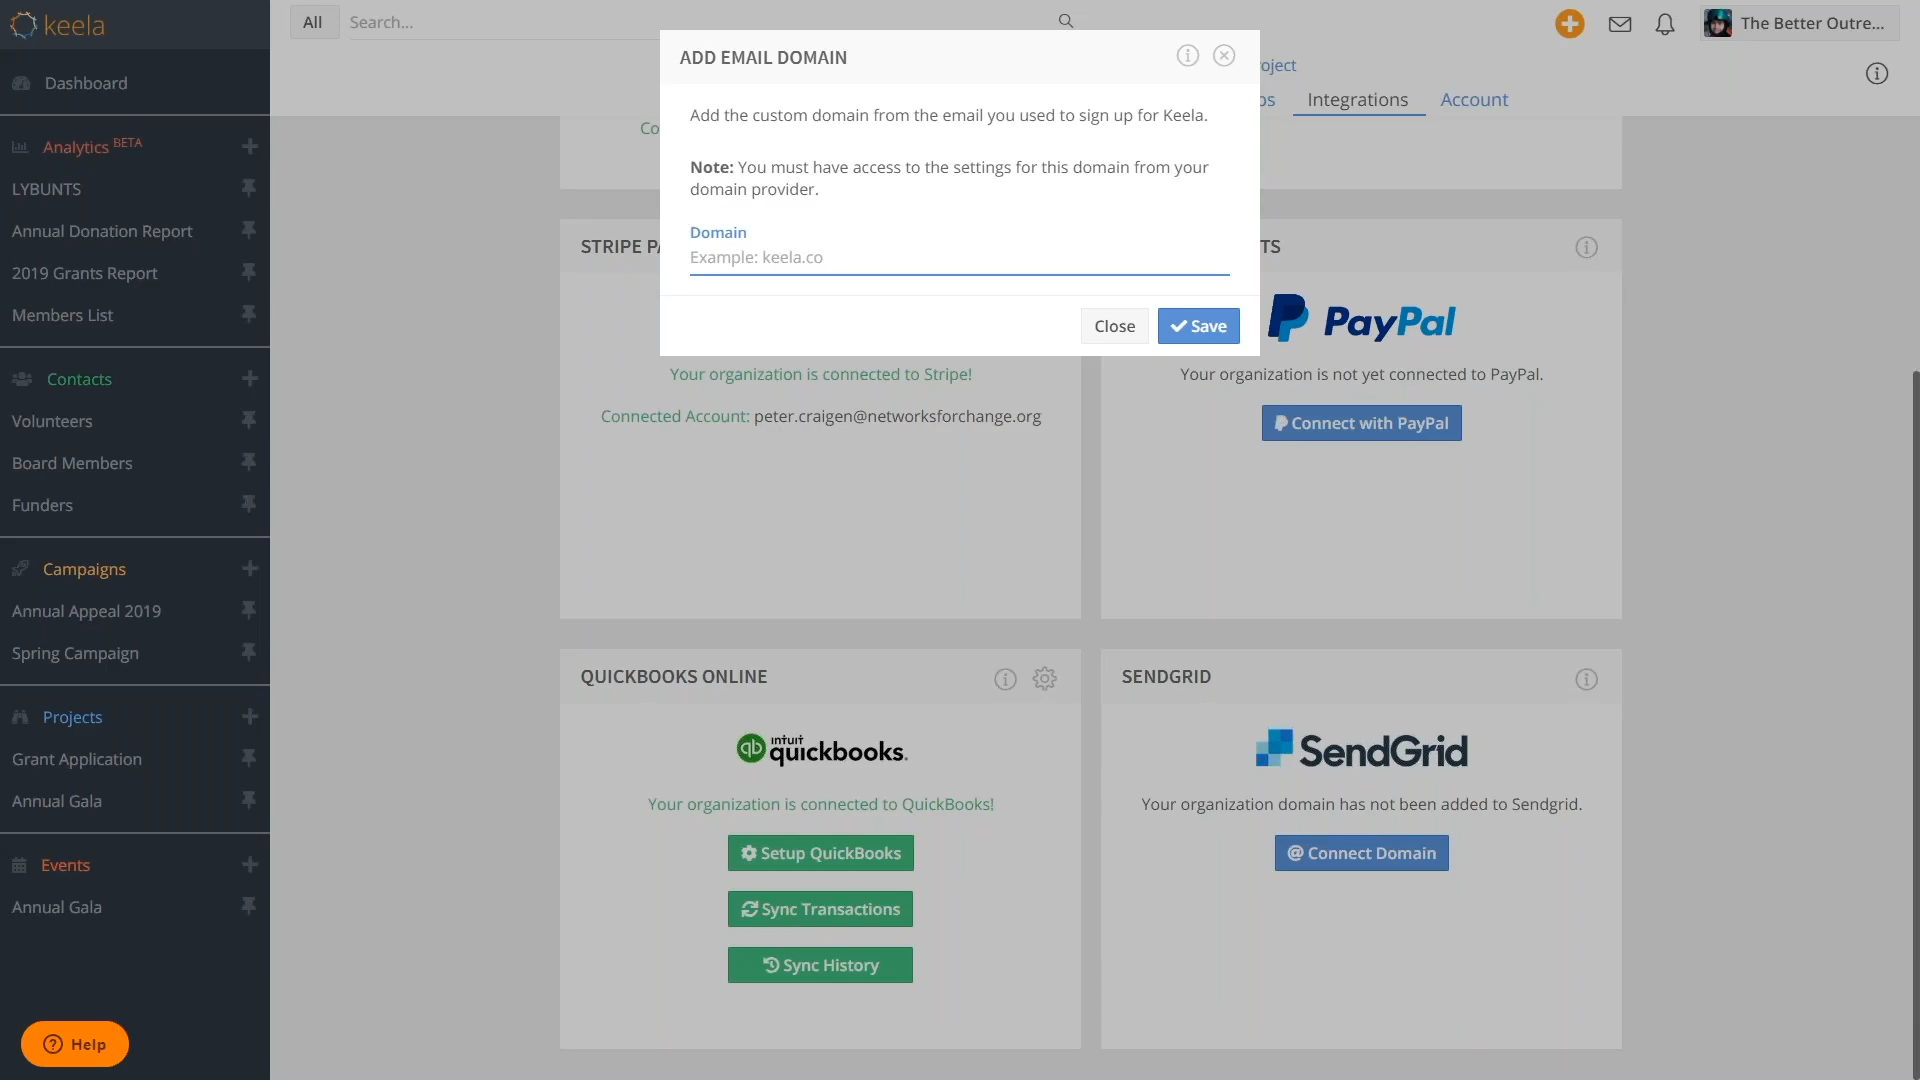 keela
All
Search...
The Better Outre...
Dashboard
Analytics BETA
LYBUNTS
Annual Donation Report
2019 Grants Report
Members List
Contacts
Volunteers
Board Members
Funders
Campaigns
Annual Appeal 2019
Spring Campaign
Projects
Grant Application
Annual Gala
Events
Annual Gala
Help
ADD EMAIL DOMAIN
Add the custom domain from the email you used to sign up for Keela.
Note: You must have access to the settings for this domain from your
domain provider.
Domain
Example: keela.co
Close
Save
oject
Integrations
Account
Co
STRIPE PA
Your organization is connected to Stripe!
Connected Account: peter.craigen@networksforchange.org
TS
PayPal
Your organization is not yet connected to PayPal.
Connect with PayPal
QUICKBOOKS ONLINE
intuit
quickbooks.
Your organization is connected to QuickBooks!
Setup QuickBooks
Sync Transactions
Sync History
SENDGRID
SendGrid
Your organization domain has not been added to Sendgrid.
@ Connect Domain